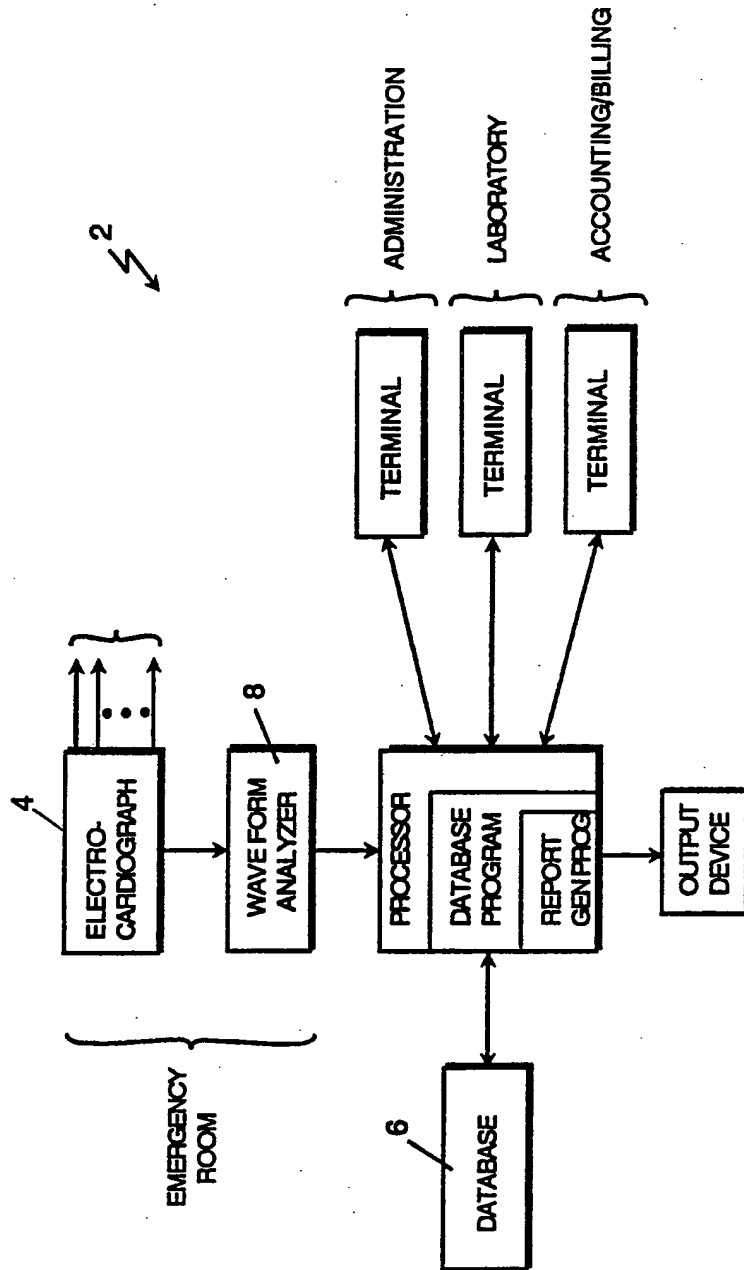 2
4
ELECTRO-
CARDIOGRAPH
EMERGENCY
ROOM
8
WAVE FORM
ANALYZER
6
DATABASE
PROCESSOR
DATABASE
PROGRAM
REPORT
GEN PROG
OUTPUT
DEVICE
TERMINAL
ADMINISTRATION
TERMINAL
LABORATORY
TERMINAL
ACCOUNTING/BILLING